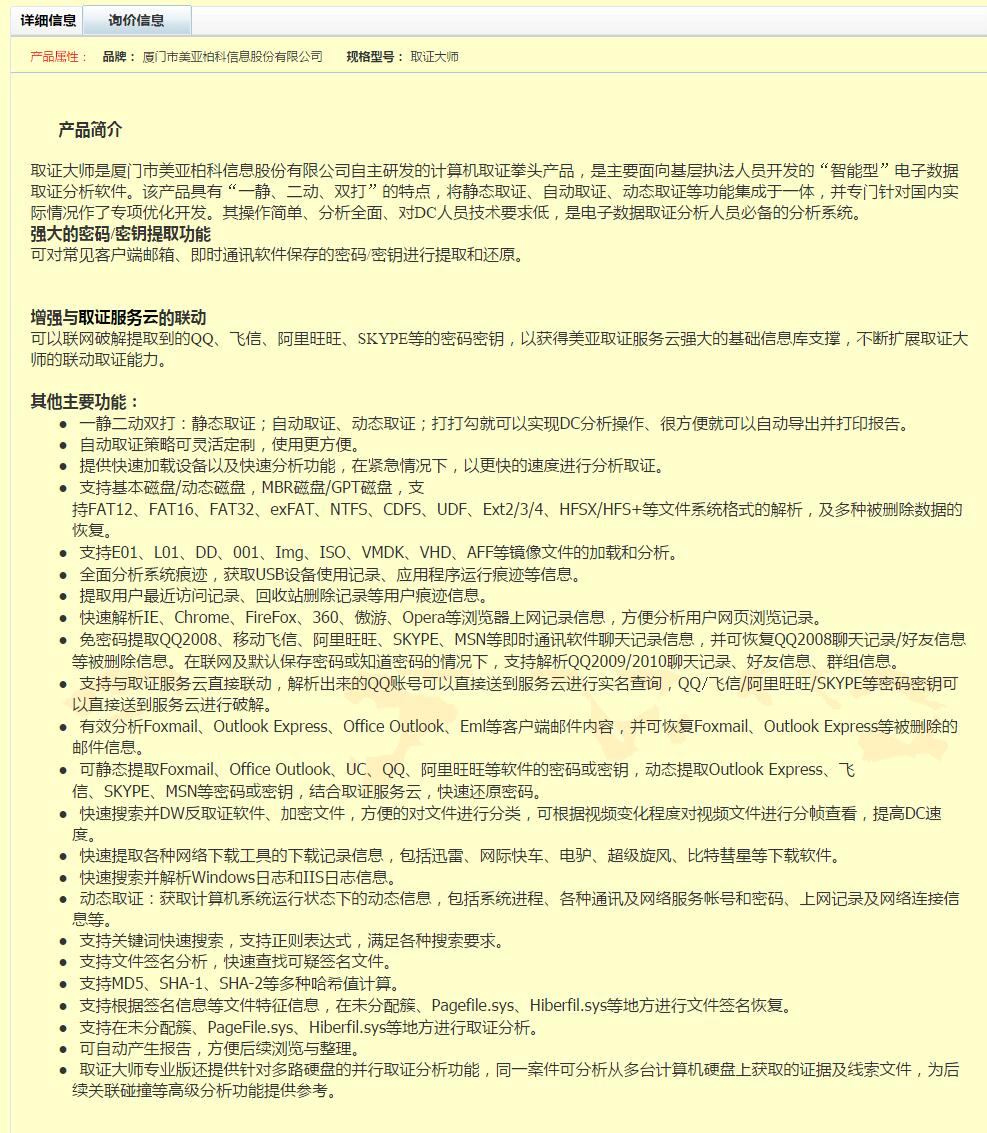 详细信息 询价信息
产品属性： 品牌： 厦门市美亚柏科信息股份有限公司 规格型号： 取证大师
产品简介
取证大师是厦门市美亚柏科信息股份有限公司自主研发的计算机取证拳头产品，是主要面向基层执法人员开发的“智能型”电子数据
取证分析软件。该产品具有“一静、二动、双打”的特点，将静态取证、自动取证、动态取证等功能集成于一体，并专门针对国内实
际情况作了专项优化开发。其操作简单、分析全面、对DC人员技术要求低，是电子数据取证分析人员必备的分析系统。
强大的密码/密钥提取功能
可对常见客户端邮箱、即时通讯软件保存的密码/密钥进行提取和还原。
增强与取证服务云的联动
可以联网破解提取到的QQ、飞信、阿里旺旺、SKYPE等的密码密钥，以获得美亚取证服务云强大的基础信息库支撑，不断扩展取证大
师的联动取证能力。
其他主要功能：
● 一静二动双打：静态取证；自动取证、动态取证；打打勾就可以实现DC分析操作、很方便就可以自动导出并打印报告。
● 自动取证策略可灵活定制，使用更方便。
● 提供快速加载设备以及快速分析功能，在紧急情况下，以更快的速度进行分析取证。
● 支持基本磁盘/动态磁盘，MBR磁盘/GPT磁盘，支
持FAT12、FAT16、FAT32、exFAT、NTFS、CDFS、UDF、Ext2/3/4、HFSX/HFS+等文件系统格式的解析，及多种被删除数据的
恢复。
● 支持E01、L01、DD、001、Img、ISO、VMDK、VHD、AFF等镜像文件的加载和分析。
● 全面分析系统痕迹，获取USB设备使用记录、应用程序运行痕迹等信息。
● 提取用户最近访问记录、回收站删除记录等用户痕迹信息。
● 快速解析IE、Chrome、FireFox、360、傲游、Opera等浏览器上网记录信息，方便分析用户网页浏览记录。
● 免密码提取QQ2008、移动飞信、阿里旺旺、SKYPE、MSN等即时通讯软件聊天记录信息，并可恢复QQ2008聊天记录/好友信息
等被删除信息。在联网及默认保存密码或知道密码的情况下，支持解析QQ2009/2010聊天记录、好友信息、群组信息。
● 支持与取证服务云直接联动，解析出来的QQ账号可以直接送到服务云进行实名查询，QQ/飞信/阿里旺旺/SKYPE等密码密钥可
以直接送到服务云进行破解。
● 有效分析Foxmail、Outlook Express、Office Outlook、Eml等客户端邮件内容，并可恢复Foxmail、Outlook Express等被删除的
邮件信息。
● 可静态提取Foxmail、Office Outlook、UC、QQ、阿里旺旺等软件的密码或密钥，动态提取Outlook Express、飞
信、SKYPE、MSN等密码或密钥，结合取证服务云，快速还原密码。
● 快速搜索并DW反取证软件、加密文件，方便的对文件进行分类，可根据视频变化程度对视频文件进行分帧查看，提高DC速
度。
● 快速提取各种网络下载工具的下载记录信息，包括迅雷、网际快车、电驴、超级旋风、比特彗星等下载软件。
● 快速搜索并解析Windows日志和IIS日志信息。
● 动态取证：获取计算机系统运行状态下的动态信息，包括系统进程、各种通讯及网络服务帐号和密码、上网记录及网络连接信
息等。
● 支持关键词快速搜索，支持正则表达式，满足各种搜索要求。
● 支持文件签名分析，快速查找可疑签名文件。
● 支持MD5、SHA-1、SHA-2等多种哈希值计算。
● 支持根据签名信息等文件特征信息，在未分配簇、Pagefile.sys、Hiberfil.sys等地方进行文件签名恢复。
● 支持在未分配簇、PageFile.sys、Hiberfil.sys等地方进行取证分析。
● 可自动产生报告，方便后续浏览与整理。
● 取证大师专业版还提供针对多路硬盘的并行取证分析功能，同一案件可分析从多台计算机硬盘上获取的证据及线索文件，为后
续关联碰撞等高级分析功能提供参考。